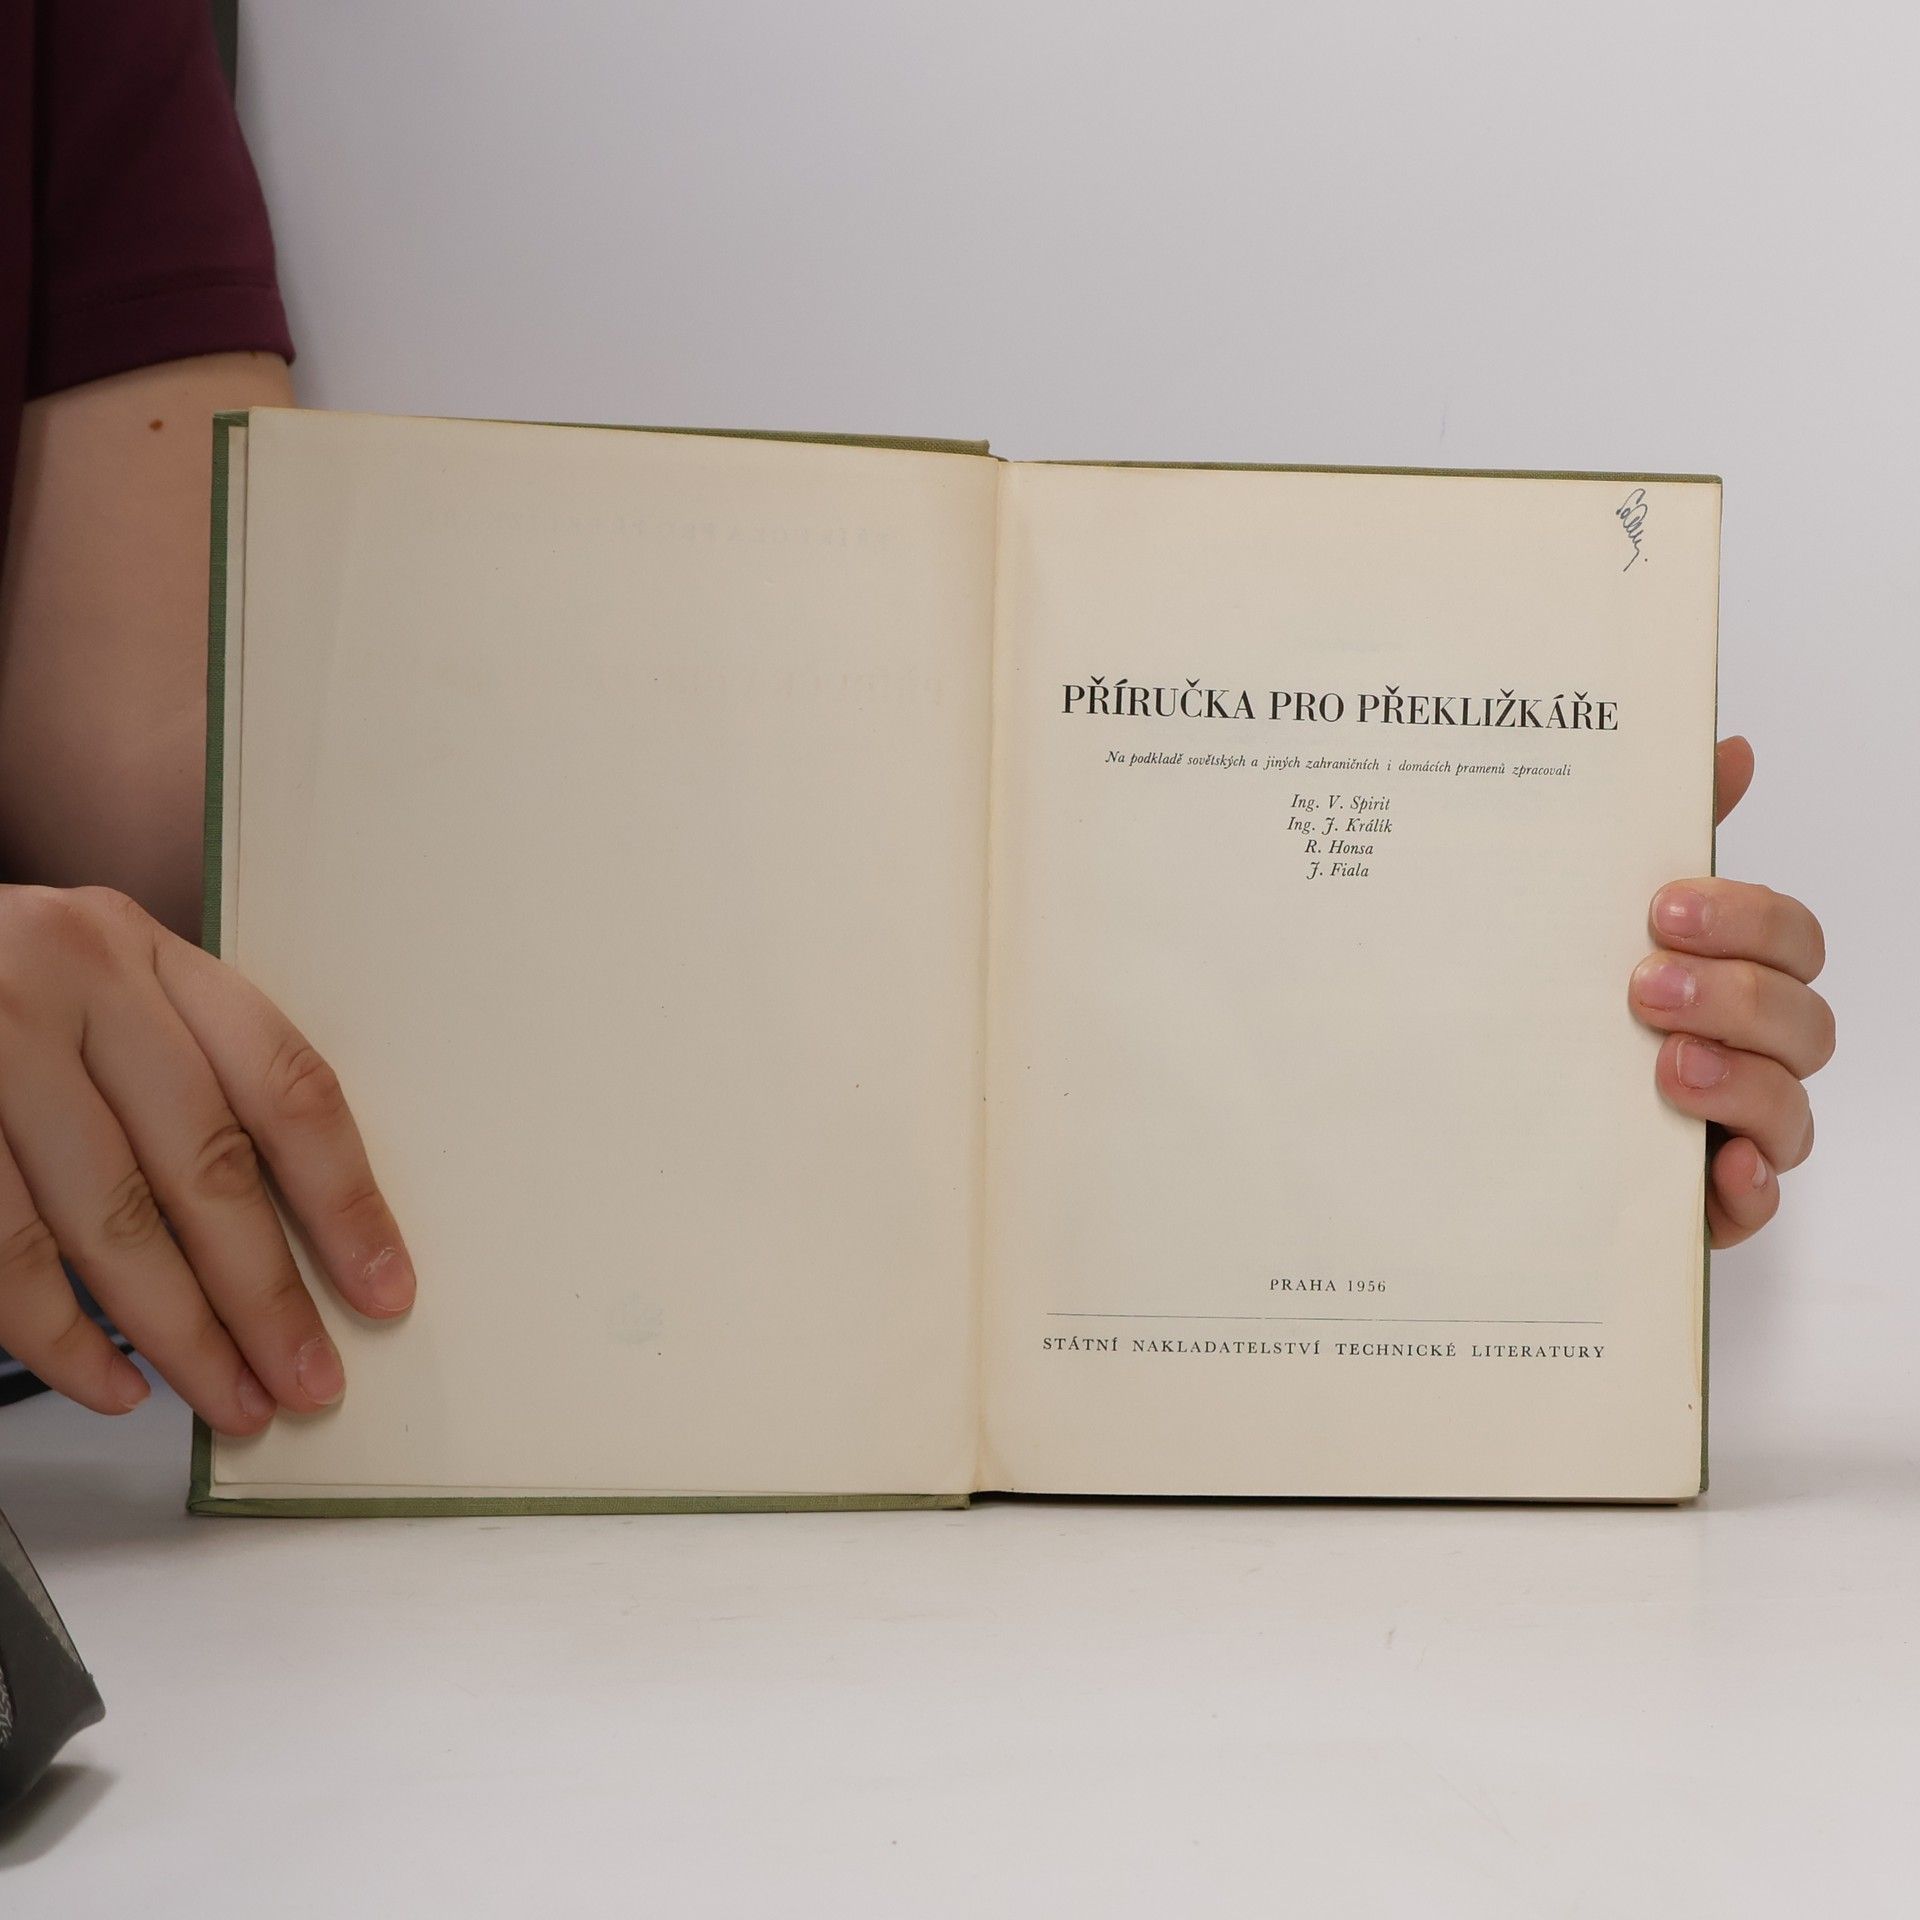 PŘÍRUČKA PRO PŘEKLIŽKÁŘE
Na podkladě sovětských a jiných zahraničních i domácích pramenů zpracovali
Ing. V. Spirit
Ing. J. Králík
R. Honsa
J. Fiala
PRAHA 1956
STÁTNÍ NAKLADATELSTVÍ TECHNICKÉ LITERATURY